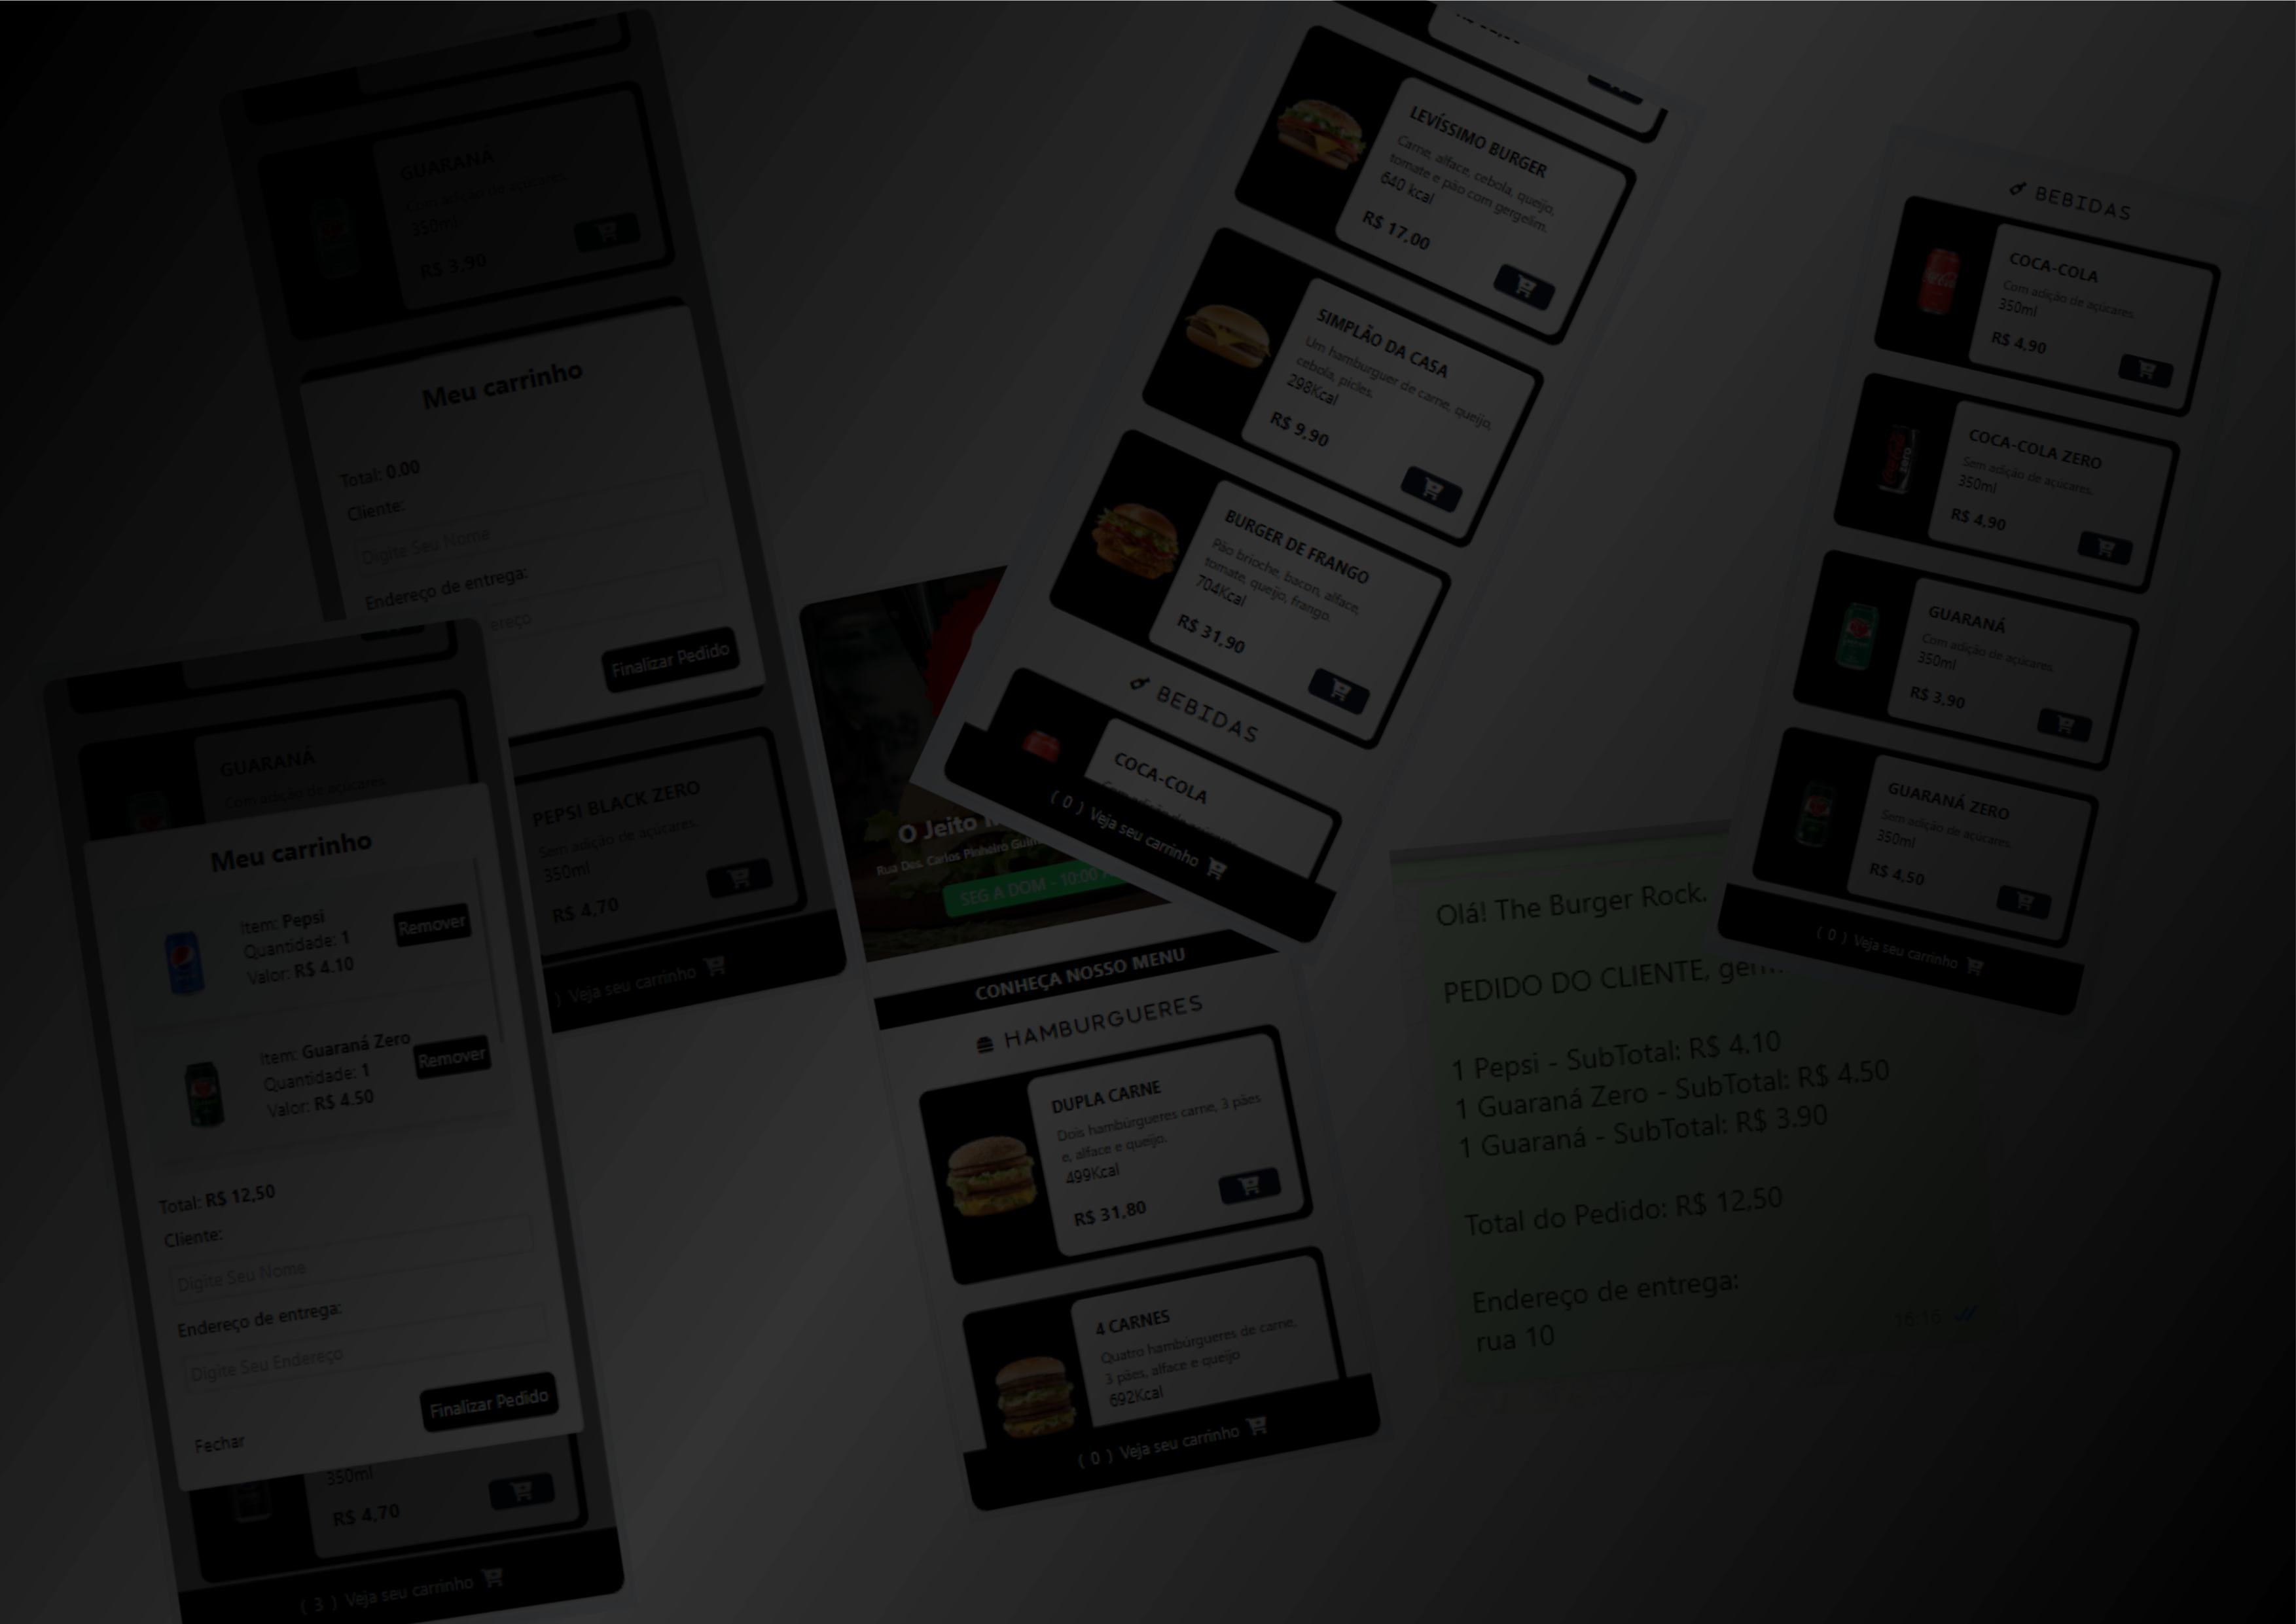 GUARANÁ
Com adição de açúcares.
350ml
R$ 3,90
Meu carrinho
Total: 0.00
Cliente:
Digite Seu Nome
Endereço de entrega:
Finalizar Pedido
PEPSI BLACK ZERO
Sem adição de açúcares.
350ml
R$ 4,70
) Veja seu carrinho
GUARANÁ
Com adição de açúcares.
Meu carrinho
Item: Pepsi
Quantidade: 1
Valor: R$ 4.10
Remover
Item: Guaraná Zero
Quantidade: 1
Valor: R$ 4.50
Remover
Total: R$ 12,50
Cliente:
Digite Seu Nome
Endereço de entrega:
Digite Seu Endereço
Finalizar Pedido
Fechar
350ml
R$ 4,70
( 3 ) Veja seu carrinho
O Jeito
Rua Des. Carlos Pinheiro
SEG A DOM - 10:00
CONHEÇA NOSSO MENU
HAMBURGUERES
DUPLA CARNE
Dois hambúrgueres carne, 3 pães
e, alface e queijo.
499Kcal
R$ 31,80
4 CARNES
Quatro hambúrgueres de carne,
3 pães, alface e queijo
692Kcal
( 0 ) Veja seu carrinho
LEVÍSSIMO BURGER
Carne, alface, cebola, queijo,
tomate e pão com gergelim.
640 kcal
R$ 17,00
SIMPLÃO DA CASA
Um hamburguer de carne, queijo,
cebola, picles.
298Kcal
R$ 9,90
BURGER DE FRANGO
Pão brioche, bacon, alface,
tomate, queijo, frango.
704Kcal
R$ 31,90
BEBIDAS
COCA-COLA
( 0 ) Veja seu carrinho
BEBIDAS
COCA-COLA
Com adição de açúcares.
350ml
R$ 4,90
COCA-COLA ZERO
Sem adição de açúcares.
350ml
R$ 4,90
GUARANÁ
Com adição de açúcares.
350ml
R$ 3,90
GUARANÁ ZERO
Sem adição de açúcares.
350ml
R$ 4,50
( 0 ) Veja seu carrinho
Olá! The Burger Rock.
PEDIDO DO CLIENTE,
1 Pepsi - SubTotal: R$ 4.10
1 Guaraná Zero - SubTotal: R$ 4.50
1 Guaraná - SubTotal: R$ 3.90
Total do Pedido: R$ 12,50
Endereço de entrega:
rua 10
16:16